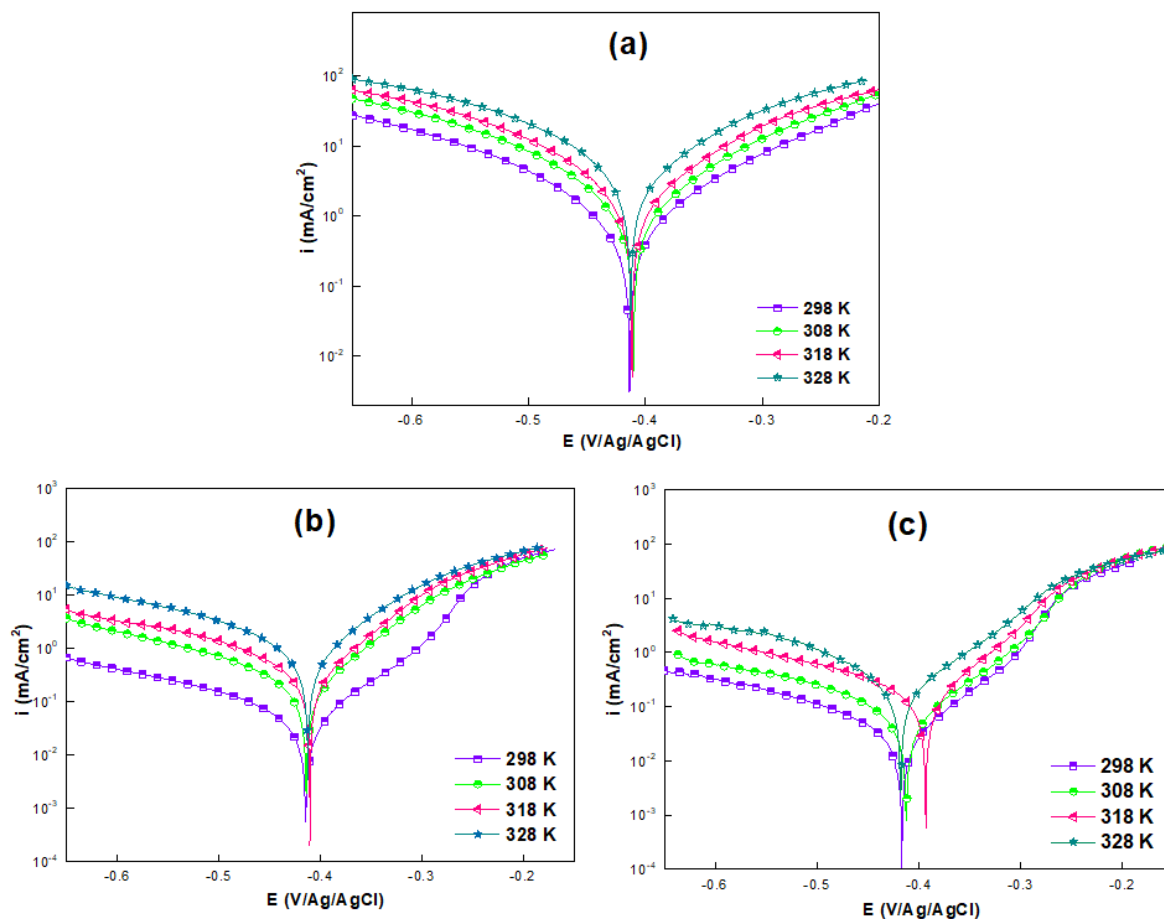 (a)
10²
10¹
10⁰
10⁻¹
10⁻²
i (mA/cm²)
-0.6 -0.5 -0.4 -0.3 -0.2
E (V/Ag/AgCl)
298 K
308 K
318 K
328 K
(b)
10³
10²
10¹
10⁰
10⁻¹
10⁻²
10⁻³
10⁻⁴
i (mA/cm²)
-0.6 -0.5 -0.4 -0.3 -0.2
E (V/Ag/AgCl)
298 K
308 K
318 K
328 K
(c)
10³
10²
10¹
10⁰
10⁻¹
10⁻²
10⁻³
10⁻⁴
i (mA/cm²)
-0.6 -0.5 -0.4 -0.3 -0.2
E (V/Ag/AgCl)
298 K
308 K
318 K
328 K